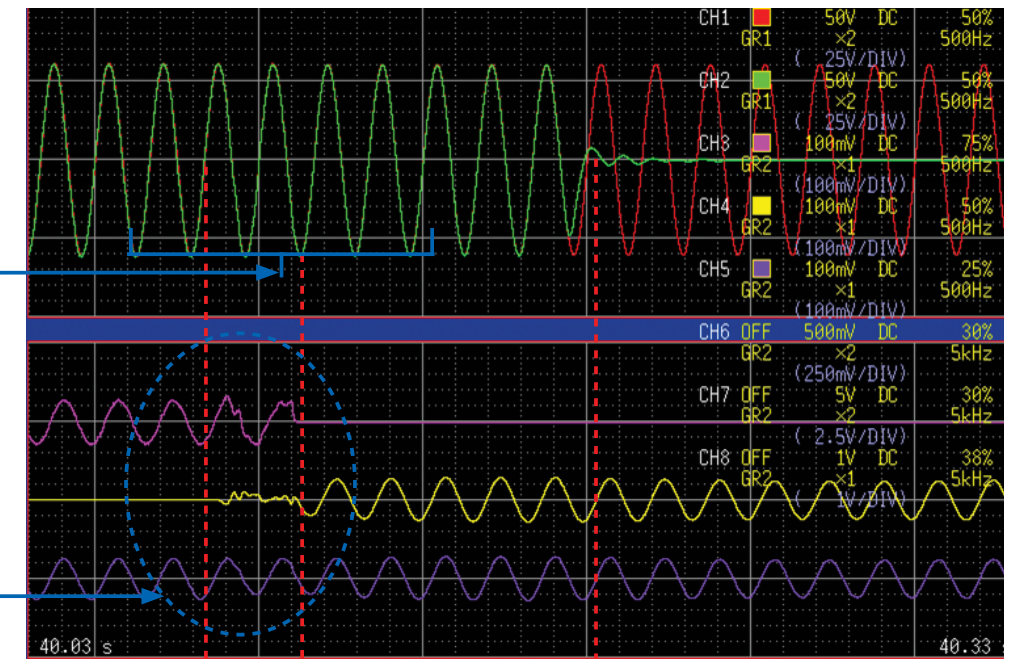 CH1 50V DC 50%
GR1 ×2 500Hz
( 25V/DIV)
CH2 50V DC 50%
GR1 ×2 500Hz
( 25V/DIV)
CH3 100mV DC 75%
GR2 ×1 500Hz
(100mV/DIV)
CH4 100mV DC 50%
GR2 ×1 500Hz
(100mV/DIV)
CH5 100mV DC 25%
GR2 ×1 500Hz
(100mV/DIV)
CH6 OFF 500mV DC 30%
GR2 ×2 5kHz
(250mV/DIV)
CH7 OFF 5V DC 30%
GR2 ×2 5kHz
( 2.5V/DIV)
CH8 OFF 1V DC 38%
GR2 ×1 5kHz
( 1V/DIV)
40.03 s 40.33 s